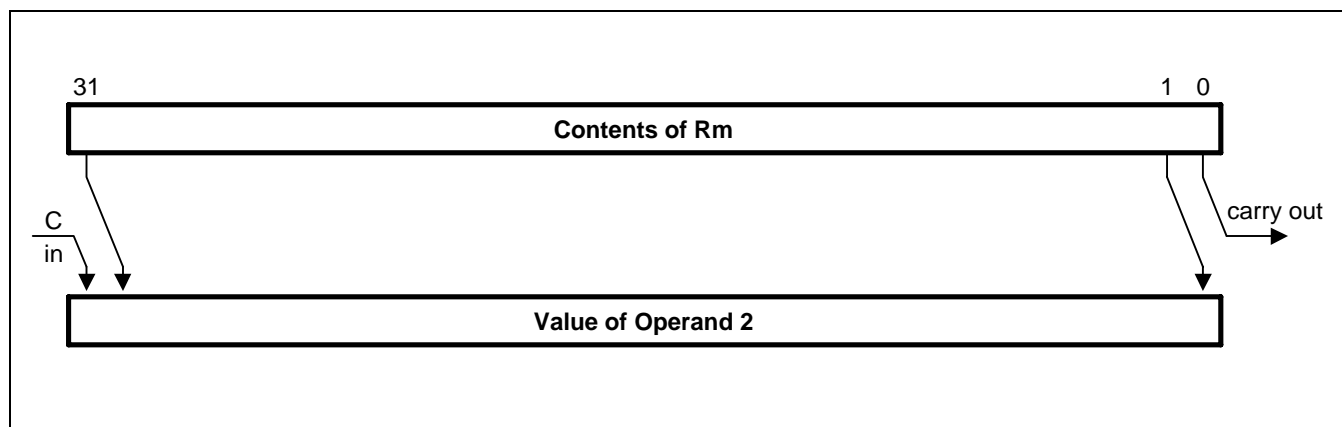 31 1 0
Contents of Rm
C
in
carry out
Value of Operand 2